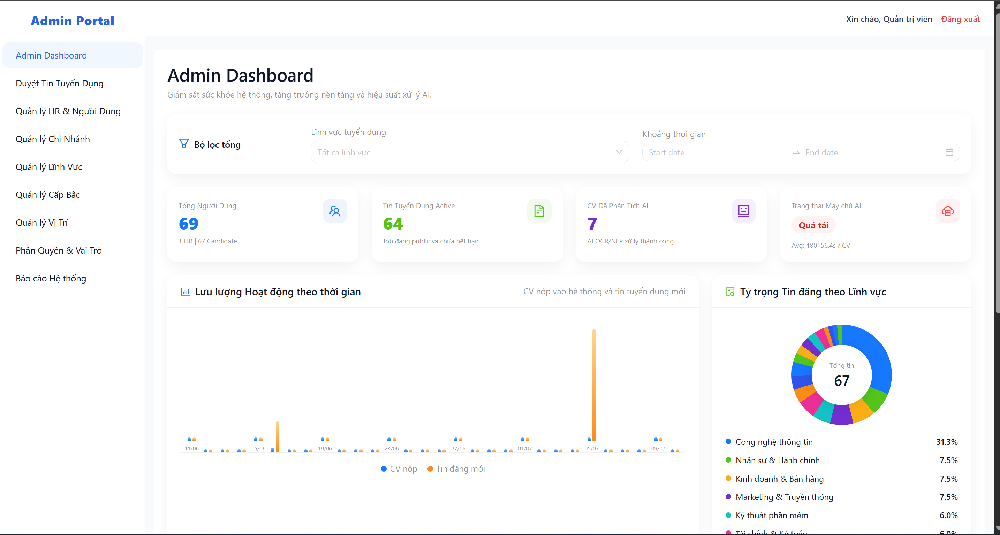 Admin Portal
Xin chào, Quản trị viên Đăng xuất
Admin Dashboard
Duyệt Tin Tuyển Dụng
Quản lý HR & Người Dùng
Quản lý Chi Nhánh
Quản lý Lĩnh Vực
Quản lý Cấp Bậc
Quản lý Vị Trí
Phân Quyền & Vai Trò
Báo cáo Hệ thống
Admin Dashboard
Giám sát sức khỏe hệ thống, tăng trưởng nền tảng và hiệu suất xử lý AI.
Bộ lọc tổng
Lĩnh vực tuyển dụng
Tất cả lĩnh vực
Khoảng thời gian
Start date End date
Tổng Người Dùng
69
1 HR | 67 Candidate
Tin Tuyển Dụng Active
64
Job đang public và chưa hết hạn
CV Đã Phân Tích AI
7
AI OCR/NLP xử lý thành công
Trạng thái Máy chủ AI
Quá tải
Avg: 180156.4s / CV
Lưu lượng Hoạt động theo thời gian
CV nộp vào hệ thống và tin tuyển dụng mới
11/06 15/06 19/06 23/06 27/06 01/07 05/07 09/07
CV nộp Tin đăng mới
Tỷ trọng Tin đăng theo Lĩnh vực
Tổng tin
67
Công nghệ thông tin 31.3%
Nhân sự & Hành chính 7.5%
Kinh doanh & Bán hàng 7.5%
Marketing & Truyền thông 7.5%
Kỹ thuật phần mềm 6.0%
Tài chính & Kế toán 6.0%